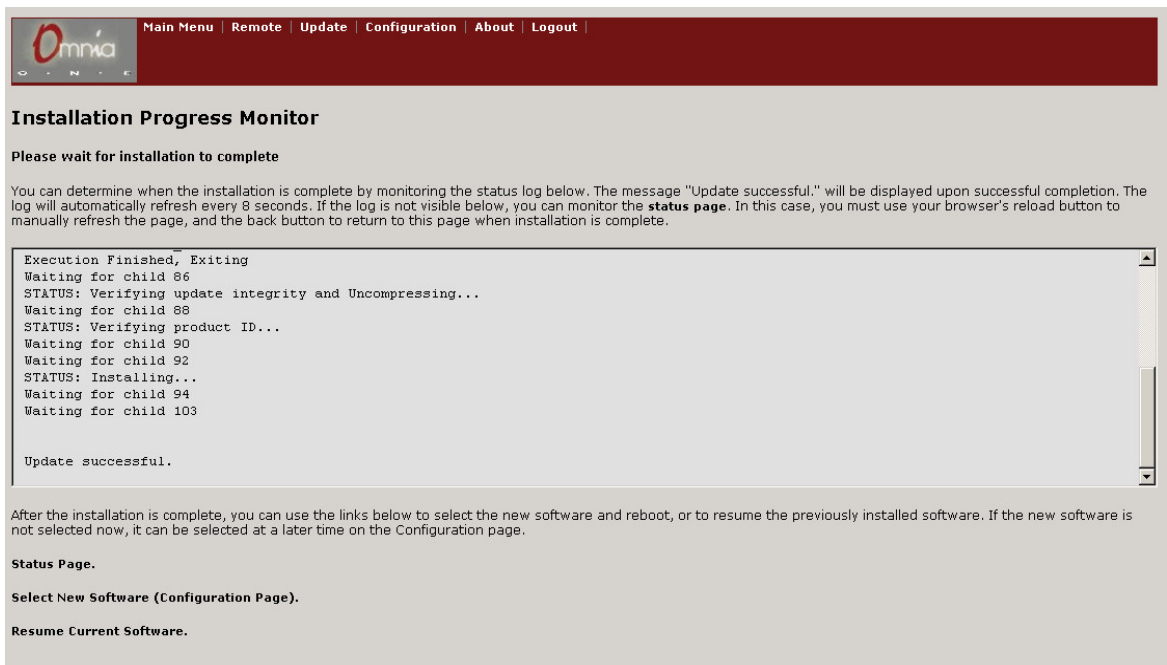 Omnia
O · N · E
Main Menu | Remote | Update | Configuration | About | Logout |
Installation Progress Monitor
Please wait for installation to complete
You can determine when the installation is complete by monitoring the status log below. The message "Update successful." will be displayed upon successful completion. The
log will automatically refresh every 8 seconds. If the log is not visible below, you can monitor the status page. In this case, you must use your browser's reload button to
manually refresh the page, and the back button to return to this page when installation is complete.
Execution Finished, Exiting
Waiting for child 86
STATUS: Verifying update integrity and Uncompressing...
Waiting for child 88
STATUS: Verifying product ID...
Waiting for child 90
Waiting for child 92
STATUS: Installing...
Waiting for child 94
Waiting for child 103
Update successful.
After the installation is complete, you can use the links below to select the new software and reboot, or to resume the previously installed software. If the new software is
not selected now, it can be selected at a later time on the Configuration page.
Status Page.
Select New Software (Configuration Page).
Resume Current Software.